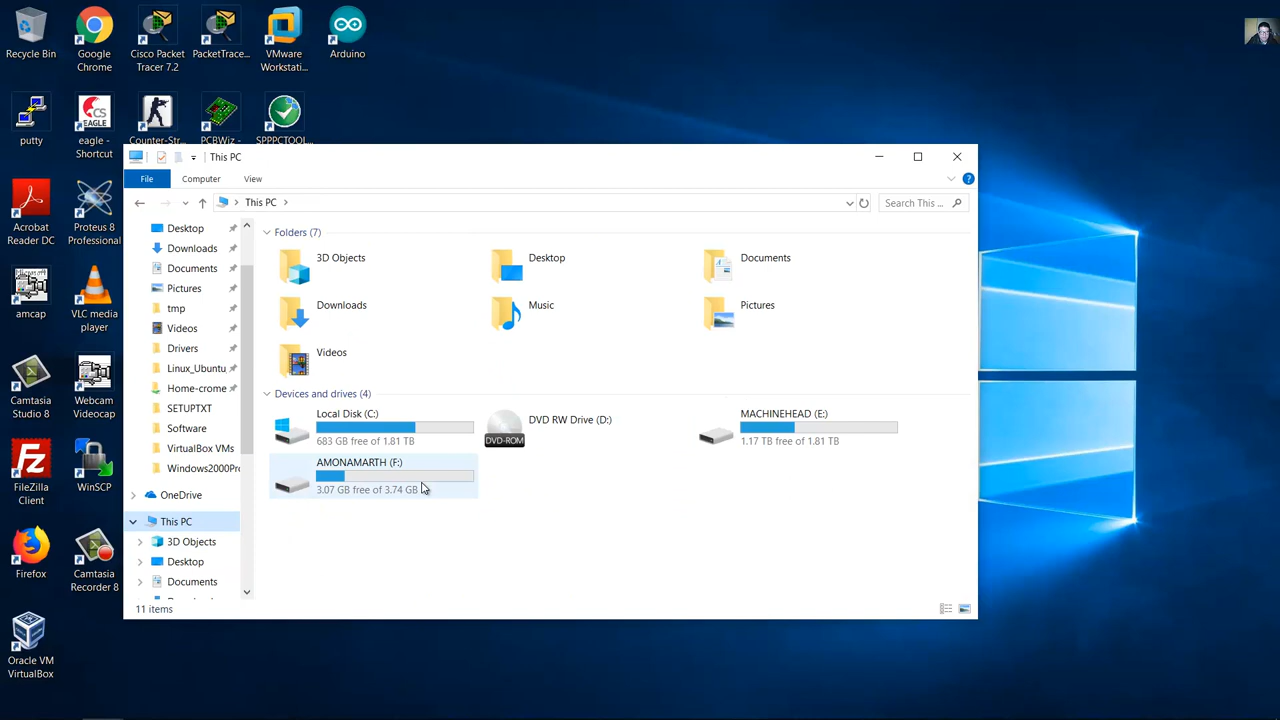 Recycle Bin
Google
Chrome
Cisco Packet
Tracer 7.2
PacketTrace...
VMware
Workstati...
Arduino
putty
CS
EAGLE
eagle -
Shortcut
Counter-Str...
PCBWiz -
SPPPCTOOL...
Acrobat
Reader DC
Proteus 8
Professional
amcap
VLC media
player
Camtasia
Studio 8
Webcam
Videocap
FileZilla
Client
WinSCP
Firefox
Camtasia
Recorder 8
Oracle VM
VirtualBox
This PC
File
Computer
View
This PC
Search This ...
Desktop
Downloads
Documents
Pictures
tmp
Videos
Drivers
Linux_Ubuntu
Home-crome
SETUPTXT
Software
VirtualBox VMs
Windows2000Pro
OneDrive
This PC
3D Objects
Desktop
Documents
Folders (7)
3D Objects
Desktop
Documents
Downloads
Music
Pictures
Videos
Devices and drives (4)
Local Disk (C:)
683 GB free of 1.81 TB
DVD RW Drive (D:)
DVD-ROM
MACHINEHEAD (E:)
1.17 TB free of 1.81 TB
AMONAMARTH (F:)
3.07 GB free of 3.74 GB
11 items